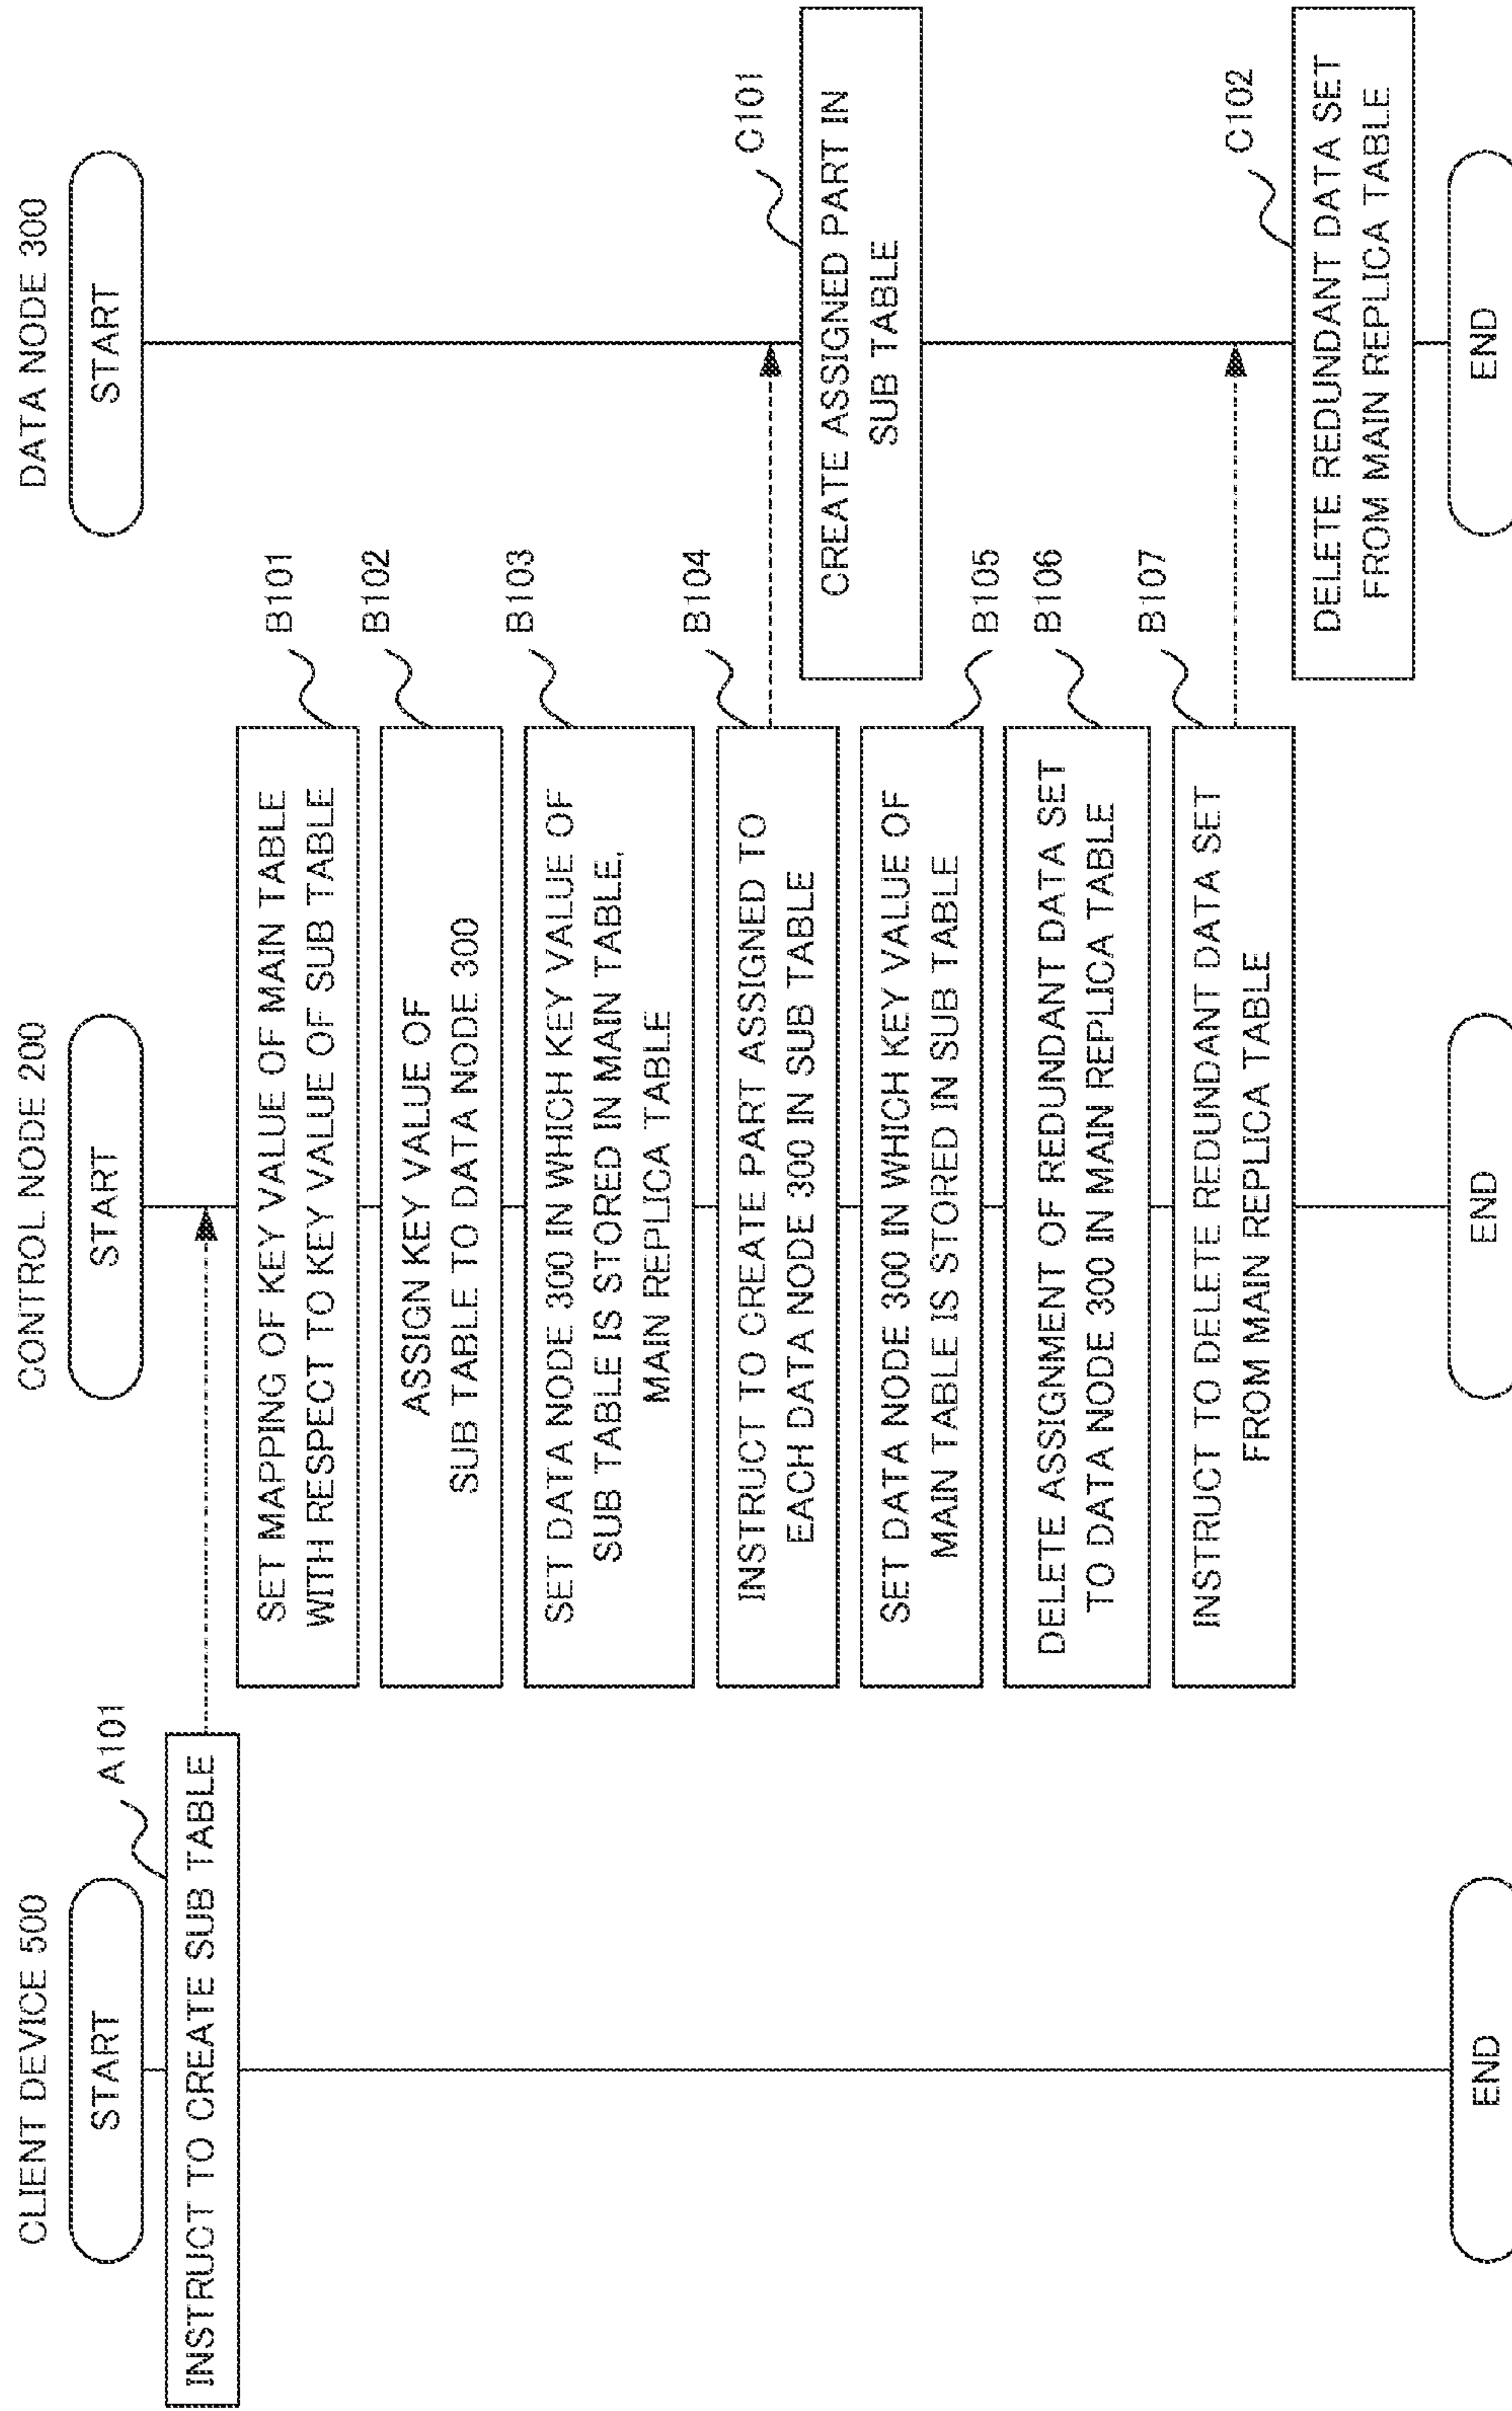 CLIENT DEVICE 500
START
A101
INSTRUCT TO CREATE SUB TABLE
END
CONTROL NODE 200
START
B101
SET MAPPING OF KEY VALUE OF MAIN TABLE
WITH RESPECT TO KEY VALUE OF SUB TABLE
B102
ASSIGN KEY VALUE OF
SUB TABLE TO DATA NODE 300
B103
SET DATA NODE 300 IN WHICH KEY VALUE OF
SUB TABLE IS STORED IN MAIN TABLE,
MAIN REPLICA TABLE
B104
INSTRUCT TO CREATE PART ASSIGNED TO
EACH DATA NODE 300 IN SUB TABLE
B105
SET DATA NODE 300 IN WHICH KEY VALUE OF
MAIN TABLE IS STORED IN SUB TABLE
B106
DELETE ASSIGNMENT OF REDUNDANT DATA SET
TO DATA NODE 300 IN MAIN REPLICA TABLE
B107
INSTRUCT TO DELETE REDUNDANT DATA SET
FROM MAIN REPLICA TABLE
END
DATA NODE 300
START
C101
CREATE ASSIGNED PART IN
SUB TABLE
C102
DELETE REDUNDANT DATA SET
FROM MAIN REPLICA TABLE
END